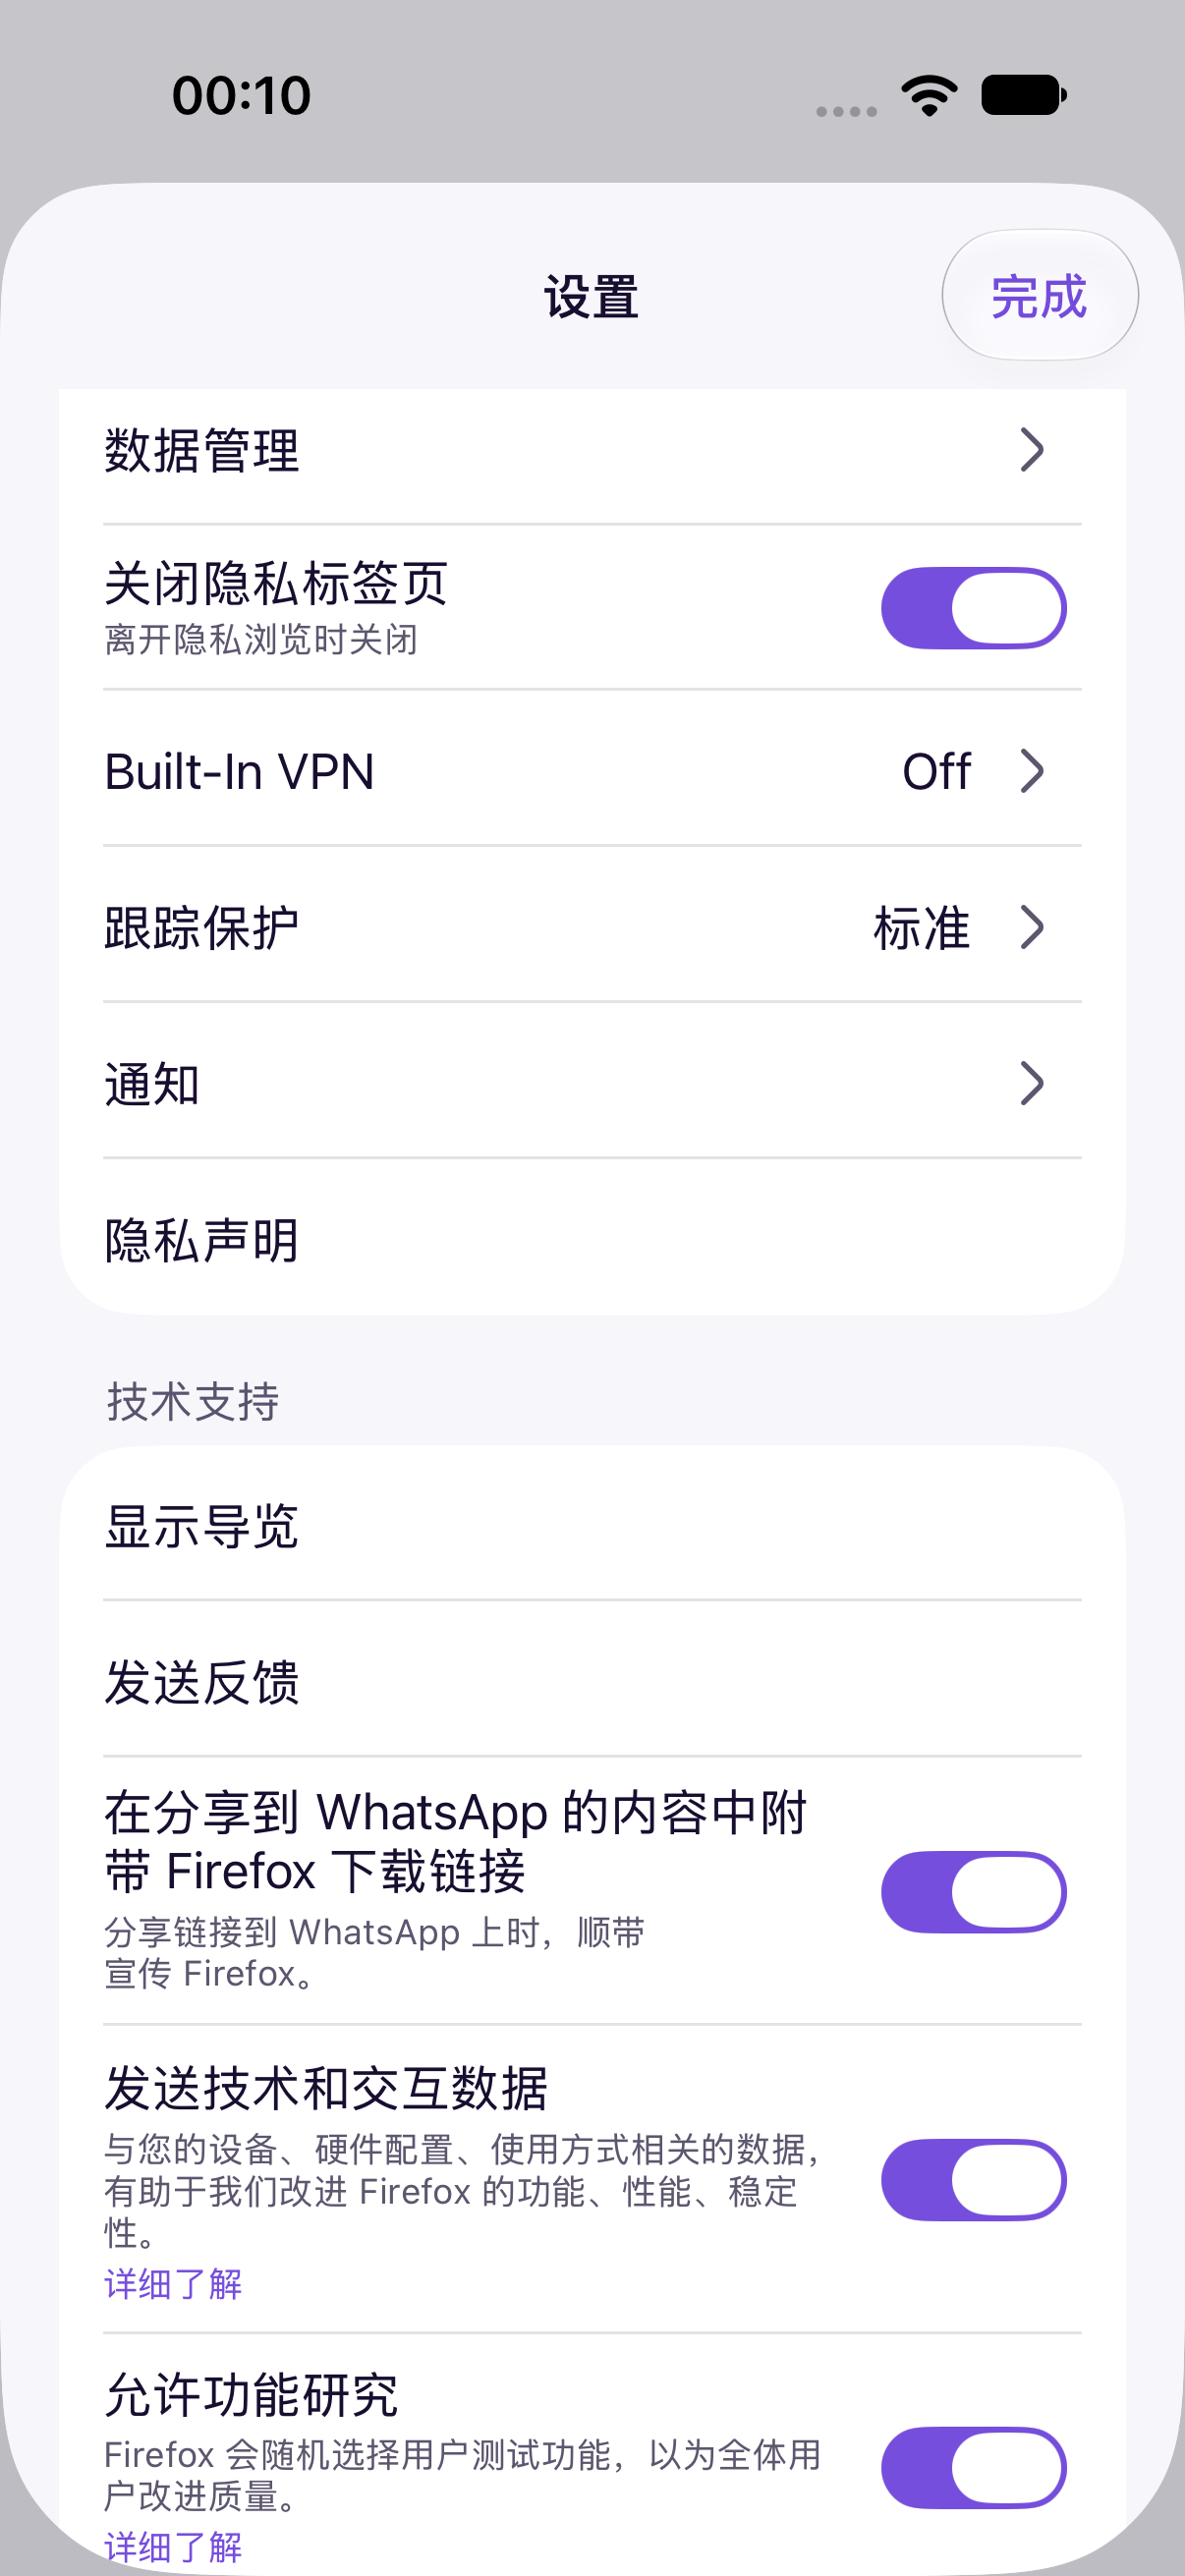 00:10
设置
完成
数据管理
关闭隐私标签页
离开隐私浏览时关闭
Built-In VPN
Off
跟踪保护
标准
通知
隐私声明
技术支持
显示导览
发送反馈
在分享到 WhatsApp 的内容中附
带 Firefox 下载链接
分享链接到 WhatsApp 上时，顺带
宣传 Firefox。
发送技术和交互数据
与您的设备、硬件配置、使用方式相关的数据，
有助于我们改进 Firefox 的功能、性能、稳定
性。
详细了解
允许功能研究
Firefox 会随机选择用户测试功能，以为全体用
户改进质量。
详细了解